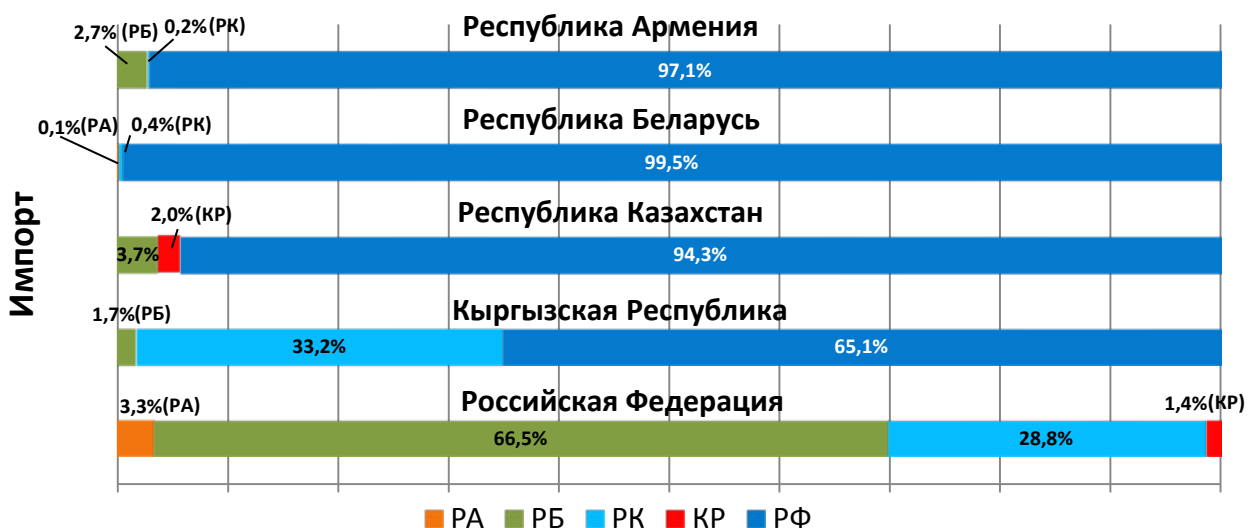 Импорт
Республика Армения
2,7% (РБ)
0,2% (РК)
97,1%
Республика Беларусь
0,1%(РА)
0,4%(РК)
99,5%
Республика Казахстан
2,0%(КР)
3,7%
94,3%
Кыргызская Республика
1,7%(РБ)
33,2%
65,1%
Российская Федерация
3,3%(РА)
1,4%(КР)
66,5%
28,8%
РА РБ РК КР РФ